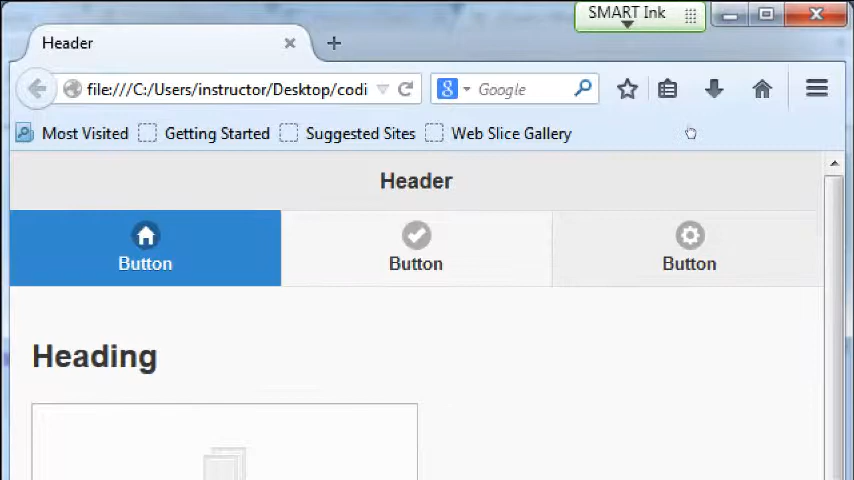 SMART Ink
Header
file:///C:/Users/instructor/Desktop/codi
Google
Most Visited Getting Started Suggested Sites Web Slice Gallery
Header
Button Button Button
Heading